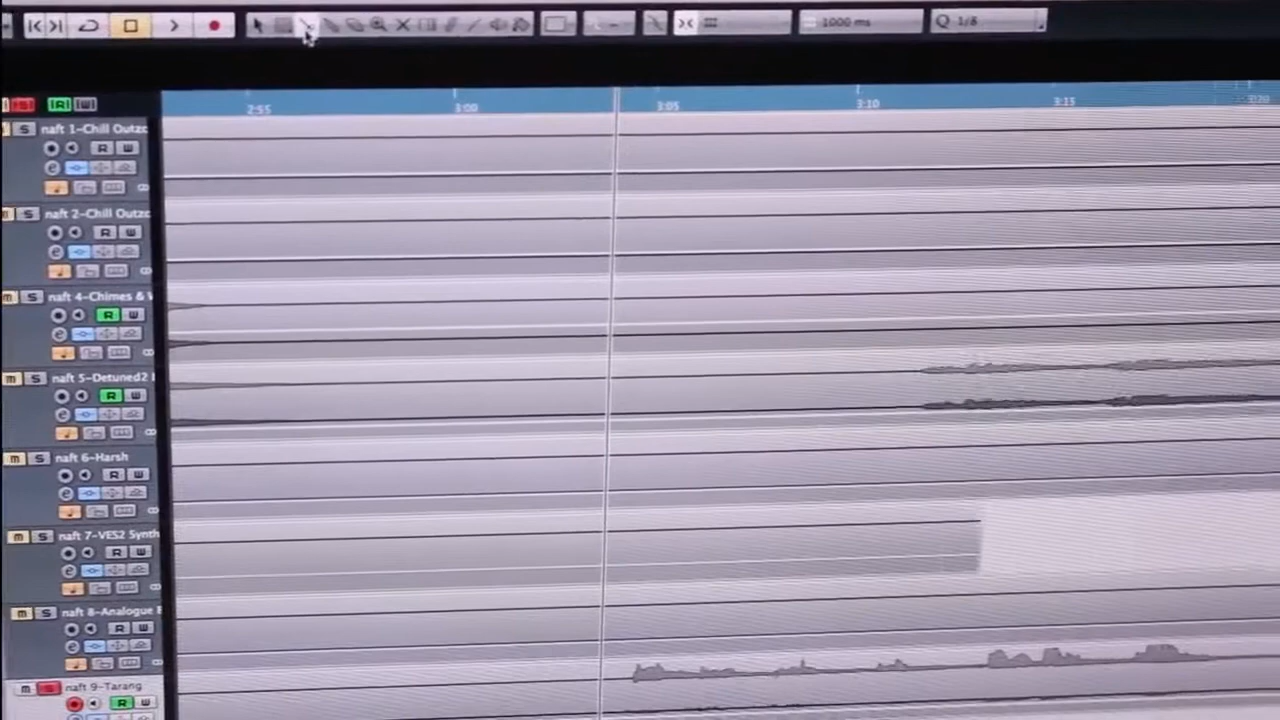 1000 ms Q 1/8
S R W
2:55 3:00 3:05 3:10 3:15 3:20
S naft 1-Chill Outzc
R W
e
S naft 2-Chill Outzc
R W
e
m S naft 4-Chimes &
R W
e
m S naft 5-Detuned2
R W
e
m S naft 6-Harsh
R W
e
m S naft 7-VES2 Synth
R W
e
m S naft 8-Analogue
R W
e
m S naft 9-Tarang
R W